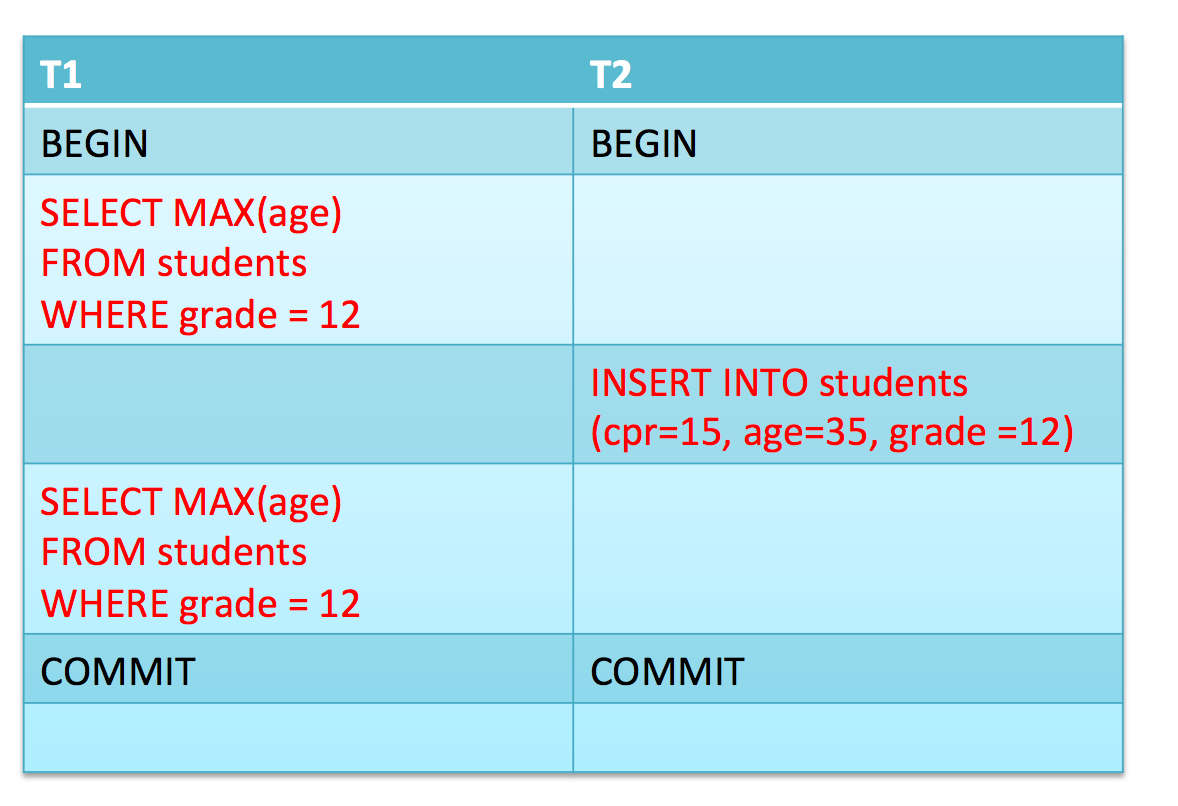 T1 T2
BEGIN BEGIN
SELECT MAX(age)
FROM students
WHERE grade = 12
INSERT INTO students
(cpr=15, age=35, grade =12)
SELECT MAX(age)
FROM students
WHERE grade = 12
COMMIT COMMIT